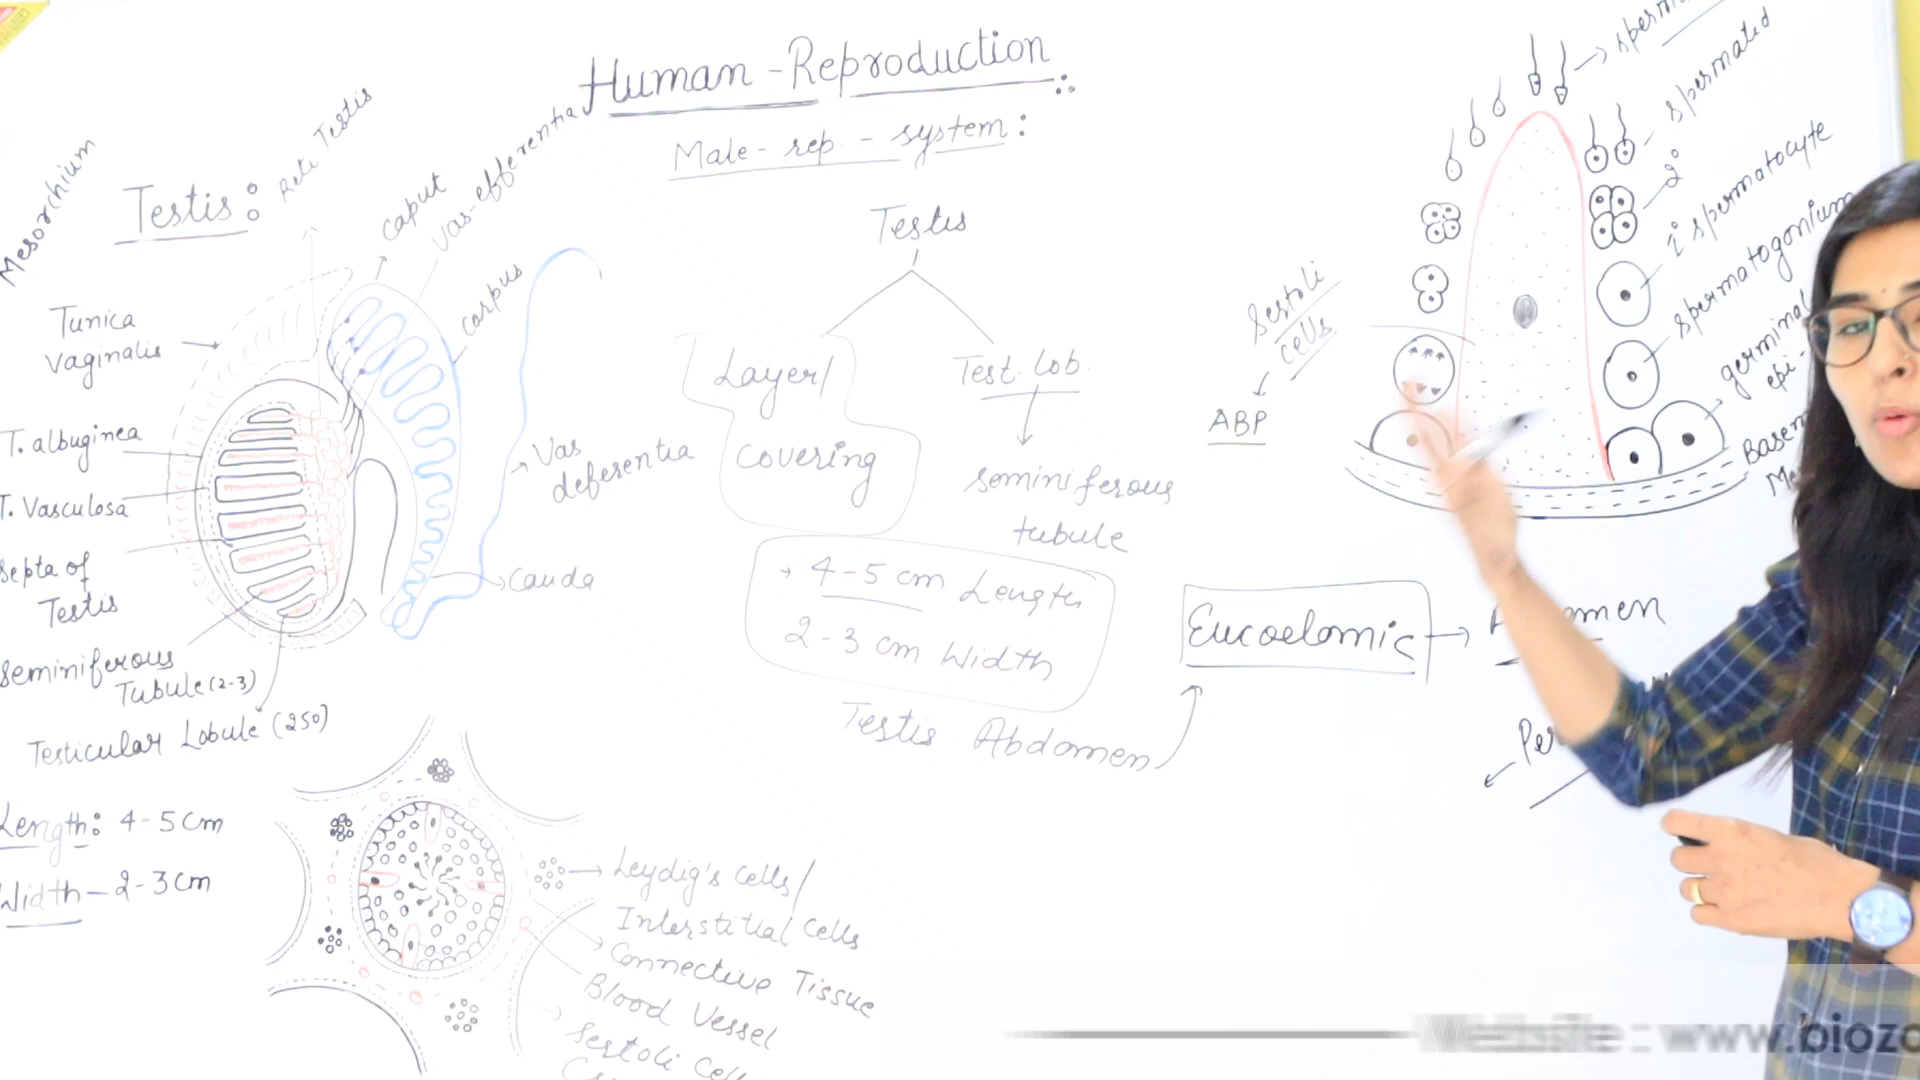 Human - Reproduction
Male - rep. - system :
Testis :
Mesorchium
Rete Testis
caput
vas-efferentia
corpus
Tunica
vaginalis
T. albuginea
T. Vasculosa
septa of
Testis
seminiferous
Tubule (2-3)
Testicular Lobule (250)
Vas
deferentia
Cauda
Length: 4-5 cm
Width - 2-3 cm
Testis
Layer/
covering
Test. lob.
seminiferous
tubule
4-5 cm Length
2-3 cm Width
Testis Abdomen
Eucoelomic
Leydig's cells/
Interstitial cells
Connective Tissue
Blood Vessel
Sertoli Cell
Sertoli
cells
ABP
spermatid
2°
1° spermatocyte
spermatogonium
germinal
epi-
Website : www.bioz